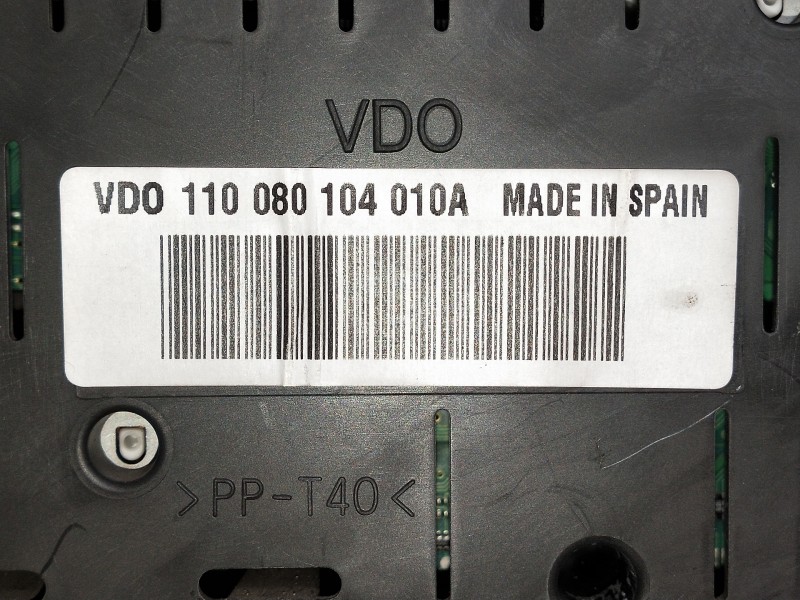 VDO
VDO 110 080 104 010A MADE IN SPAIN
>PP-T40<